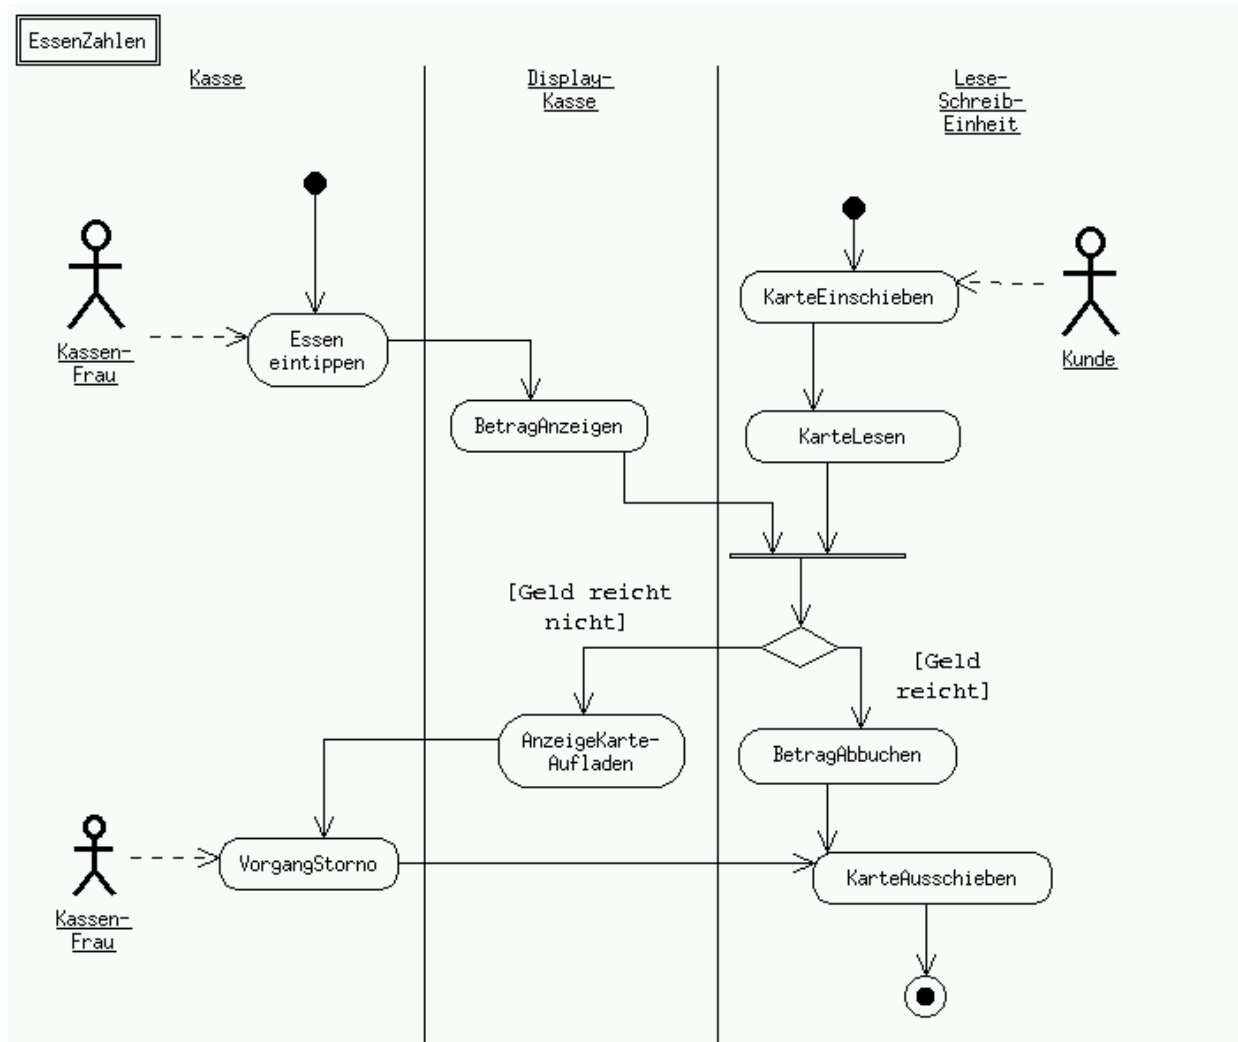 EssenZahlen
Kasse
Display-
Kasse
Lese-
Schreib-
Einheit
Kassen-
Frau
Essen
eintippen
KarteEinschieben
Kunde
BetragAnzeigen
KarteLesen
[Geld reicht
nicht]
[Geld
reicht]
AnzeigeKarte-
Aufladen
BetragAbbuchen
Kassen-
Frau
VorgangStorno
KarteAusschieben